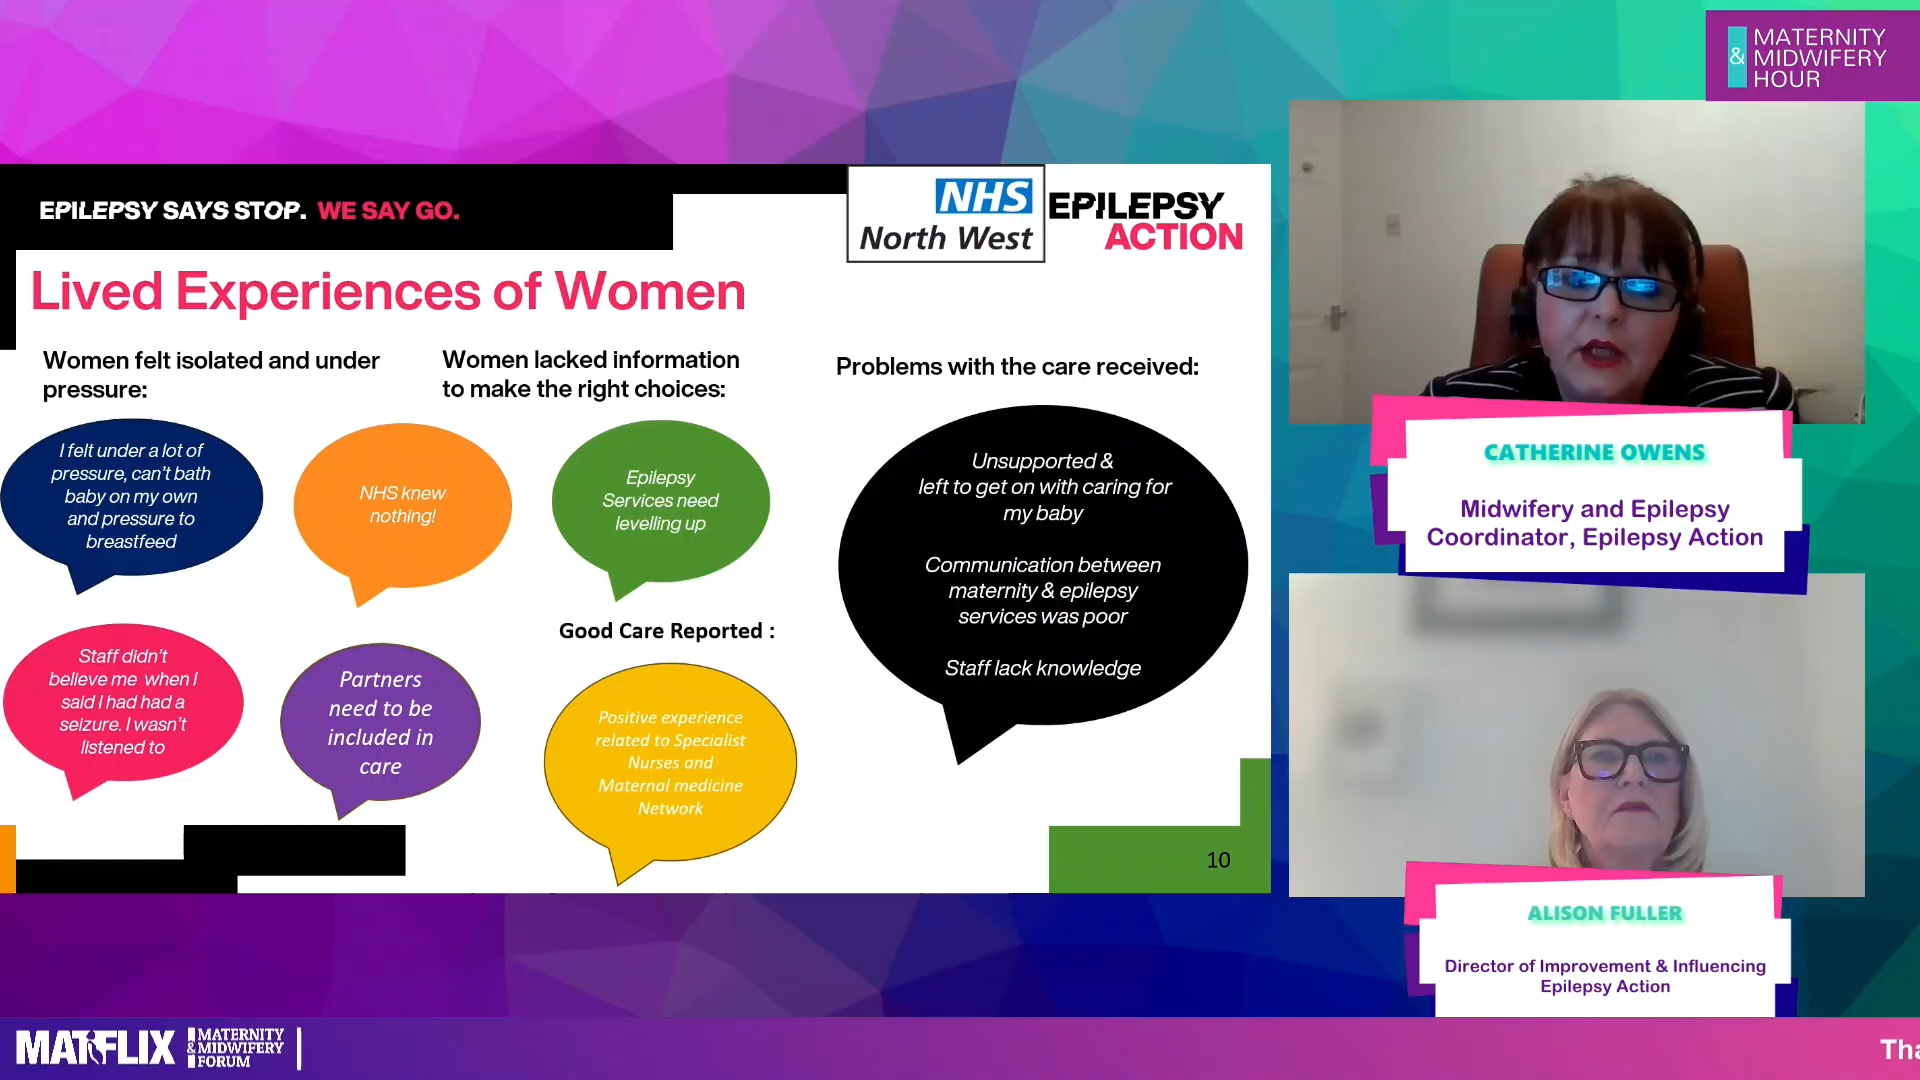 MATERNITY
& MIDWIFERY
HOUR
EPILEPSY SAYS STOP. WE SAY GO.
NHS
North West
EPILEPSY
ACTION
Lived Experiences of Women
Women felt isolated and under
pressure:
Women lacked information
to make the right choices:
Problems with the care received:
I felt under a lot of
pressure, can't bath
baby on my own
and pressure to
breastfeed
NHS knew
nothing!
Epilepsy
Services need
levelling up
Unsupported &
left to get on with caring for
my baby
Communication between
maternity & epilepsy
services was poor
Staff lack knowledge
Staff didn't
believe me when I
said I had had a
seizure. I wasn't
listened to
Partners
need to be
included in
care
Good Care Reported :
Positive experience
related to Specialist
Nurses and
Maternal medicine
Network
10
CATHERINE OWENS
Midwifery and Epilepsy
Coordinator, Epilepsy Action
ALISON FULLER
Director of Improvement & Influencing
Epilepsy Action
MATFLIX
MATERNITY
& MIDWIFERY
FORUM